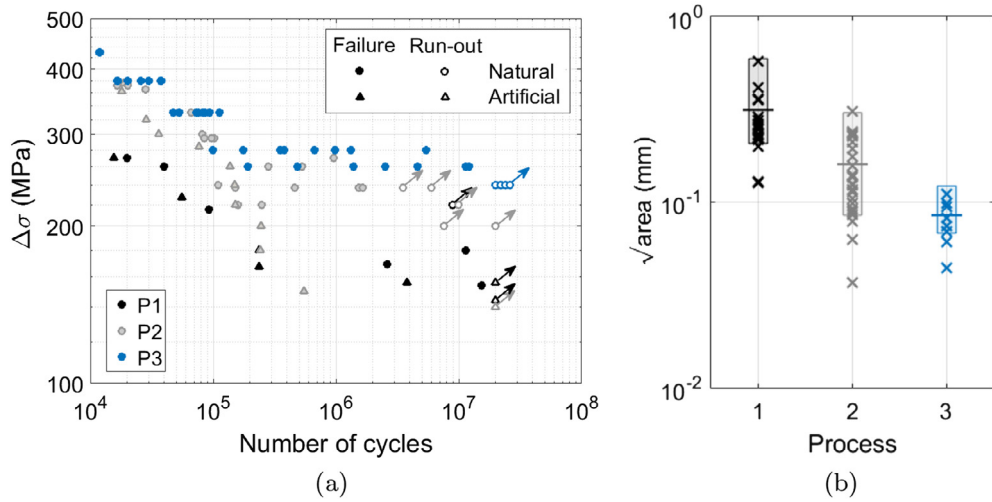 500
400
300
200
100
Δσ (MPa)
Failure Run-out
Natural
Artificial
P1
P2
P3
10^4 10^5 10^6 10^7 10^8
Number of cycles
(a)
10^0
10^-1
10^-2
√area (mm)
1 2 3
Process
(b)